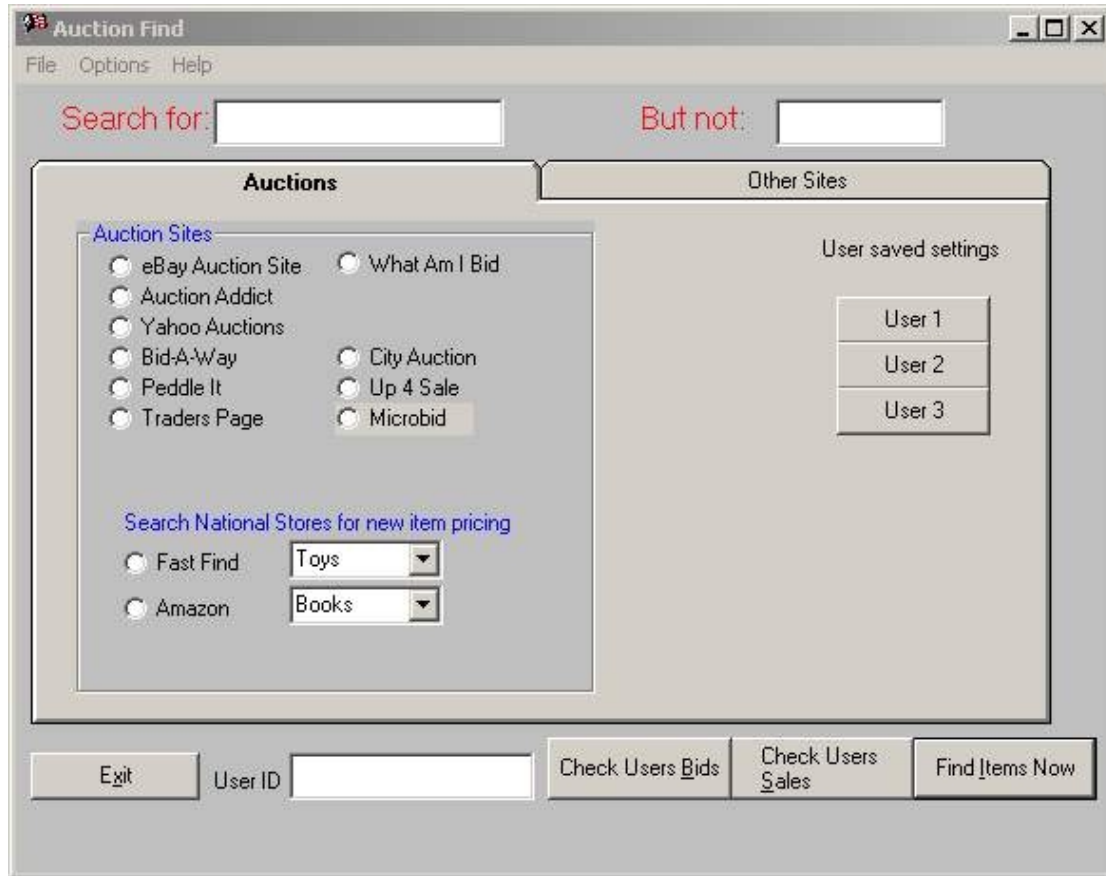 Auction Find
File Options Help
Search for: But not:
Auctions Other Sites
Auction Sites
eBay Auction Site What Am I Bid
Auction Addict
Yahoo Auctions
Bid-A-Way City Auction
Peddle It Up 4 Sale
Traders Page Microbid
User saved settings
User 1
User 2
User 3
Search National Stores for new item pricing
Fast Find Toys
Amazon Books
Exit User ID Check Users Bids Check Users Sales Find Items Now